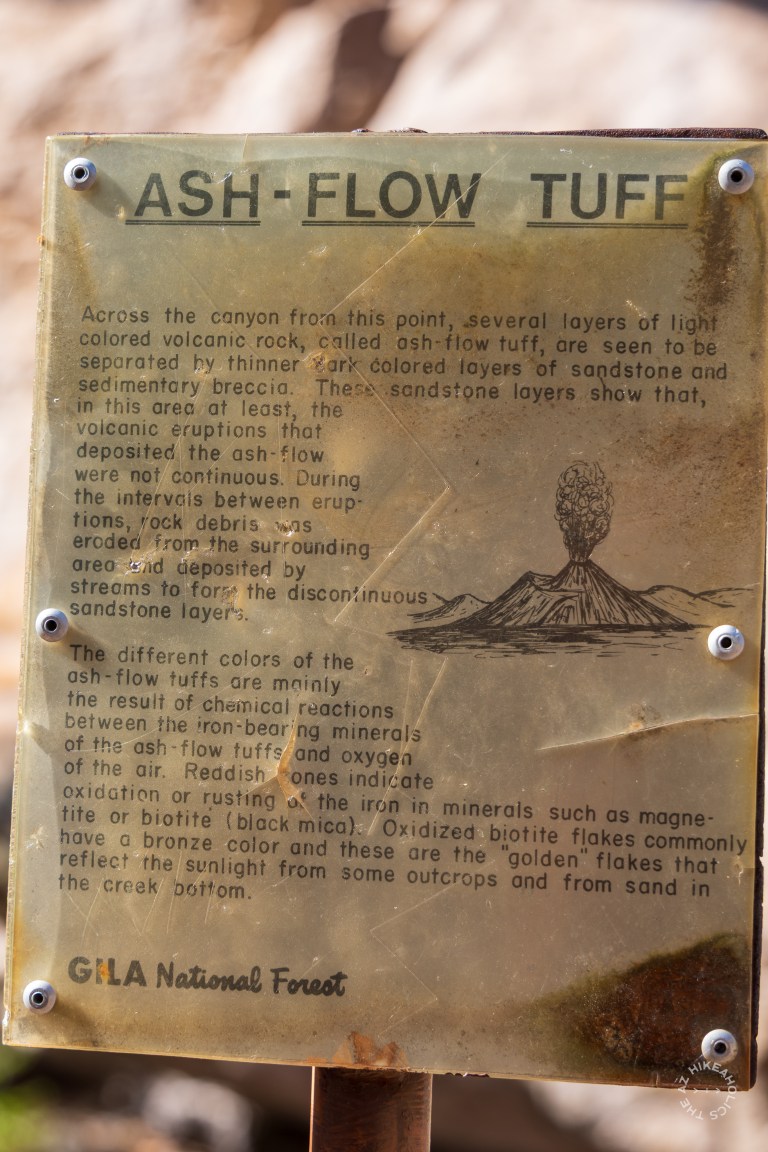 ASH-FLOW TUFF
Across the canyon from this point, several layers of light
colored volcanic rock, called ash-flow tuff, are seen to be
separated by thinner dark colored layers of sandstone and
sedimentary breccia. These sandstone layers show that,
in this area at least, the
volcanic eruptions that
deposited the ash-flow
were not continuous. During
the intervals between erup-
tions, rock debris was
eroded from the surrounding
area and deposited by
streams to form the discontinuous
sandstone layers.
The different colors of the
ash-flow tuffs are mainly
the result of chemical reactions
between the iron-bearing minerals
of the ash-flow tuffs and oxygen
of the air. Reddish zones indicate
oxidation or rusting of the iron in minerals such as magne-
tite or biotite (black mica). Oxidized biotite flakes commonly
have a bronze color and these are the "golden" flakes that
reflect the sunlight from some outcrops and from sand in
the creek bottom.
GILA National Forest
THE AZ HIKEAHOLICS